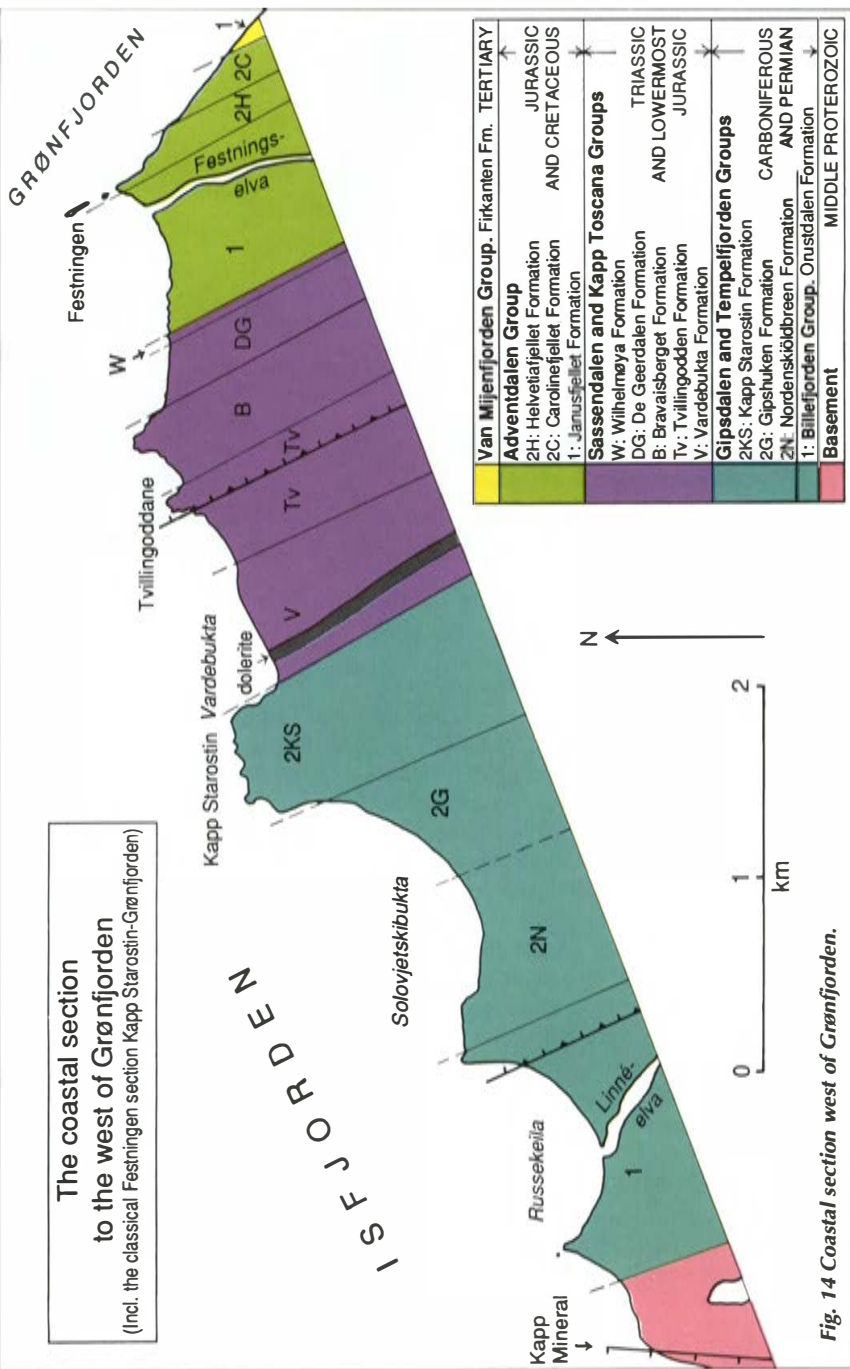 The coastal section
to the west of Grønfjorden
(Incl. the classical Festningen section Kapp Starostin-Grønfjorden)
GRØNFJORDEN
ISFJORDEN
Festningen
W
Tvillingoddane
Kapp Starostin
Vardebukta
dolerite
Solovjetskibukta
Russekeila
Kapp
Mineral
1
2C
2H
Festnings-
elva
1
DG
B
Tv
Tv
V
2KS
2G
2N
Linné-
elva
1
N
0 1 2
km
Van Mijenfjorden Group. Firkanten Fm. TERTIARY
Adventdalen Group
2H: Helvetiafjellet Formation JURASSIC
2C: Carolinefjellet Formation AND CRETACEOUS
1: Janusfjellet Formation
Sassendalen and Kapp Toscana Groups
W: Wilhelmøya Formation
DG: De Geerdalen Formation TRIASSIC
B: Bravaisberget Formation AND LOWERMOST
Tv: Tvillingodden Formation JURASSIC
V: Vardebukta Formation
Gipsdalen and Tempelfjorden Groups
2KS: Kapp Starostin Formation
2G: Gipshuken Formation CARBONIFEROUS
2N: Nordenskiöldbreen Formation AND PERMIAN
1: Billefjorden Group. Orustdalen Formation
Basement MIDDLE PROTEROZOIC
Fig. 14 Coastal section west of Grønfjorden.